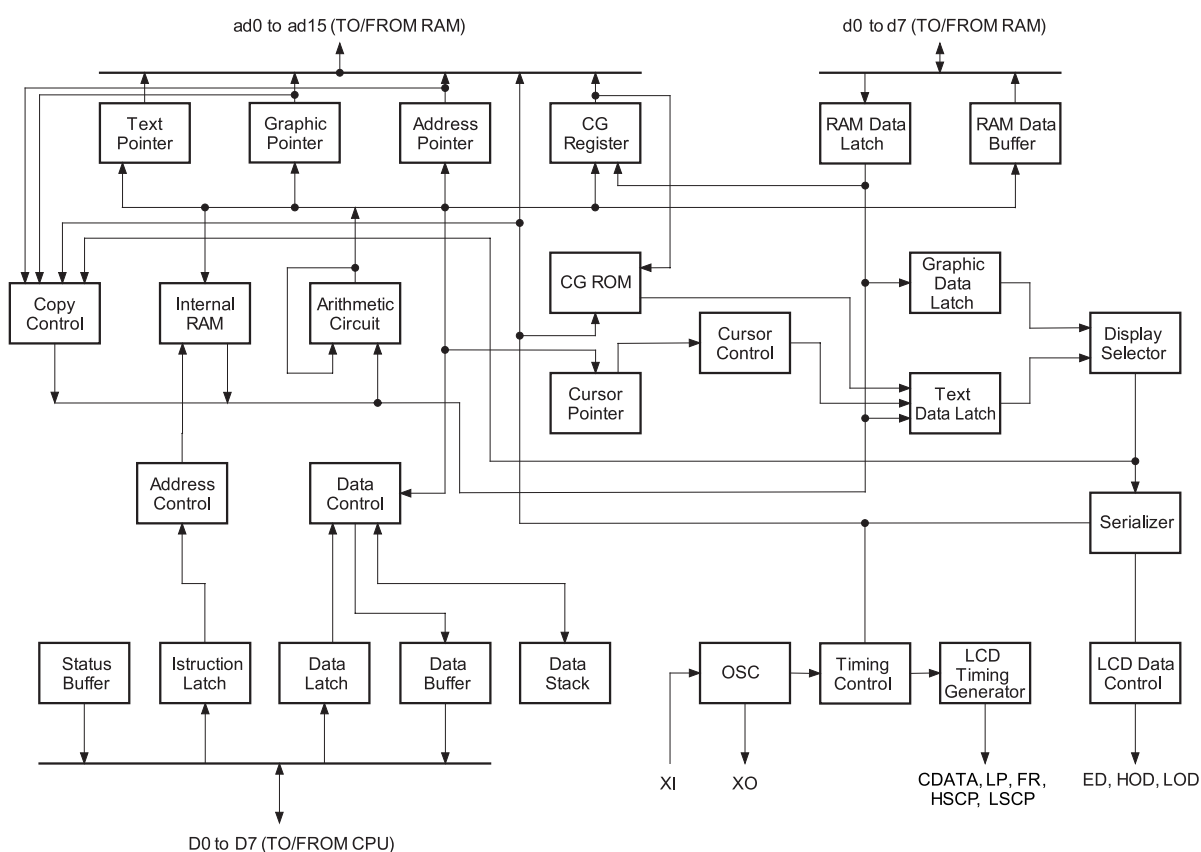 ad0 to ad15 (TO/FROM RAM)
d0 to d7 (TO/FROM RAM)
Text
Pointer
Graphic
Pointer
Address
Pointer
CG
Register
RAM Data
Latch
RAM Data
Buffer
Copy
Control
Internal
RAM
Arithmetic
Circuit
CG ROM
Graphic
Data
Latch
Cursor
Control
Display
Selector
Cursor
Pointer
Text
Data Latch
Address
Control
Data
Control
Serializer
Status
Buffer
Istruction
Latch
Data
Latch
Data
Buffer
Data
Stack
OSC
Timing
Control
LCD
Timing
Generator
LCD Data
Control
XI
XO
CDATA, LP, FR,
HSCP, LSCP
ED, HOD, LOD
D0 to D7 (TO/FROM CPU)